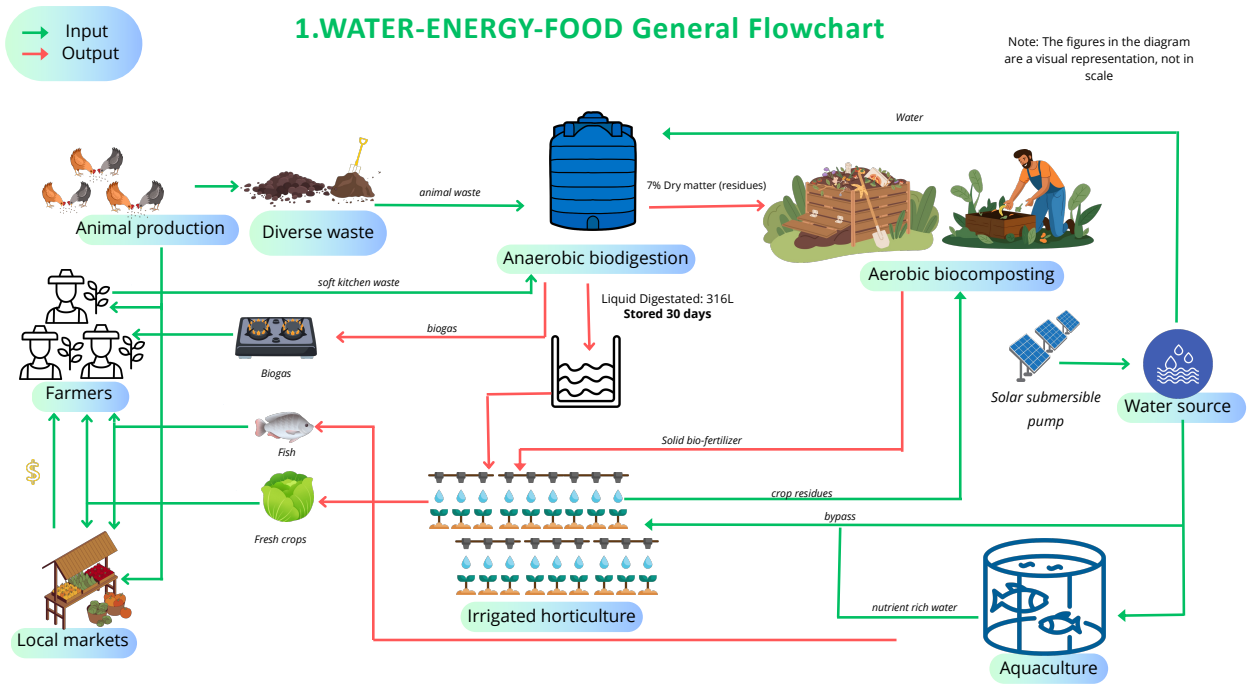 Input
Output
1.WATER-ENERGY-FOOD General Flowchart
Note: The figures in the diagram
are a visual representation, not in
scale
Water
animal waste
7% Dry matter (residues)
Animal production
Diverse waste
Anaerobic biodigestion
Aerobic biocomposting
soft kitchen waste
Liquid Digestated: 316L
Stored 30 days
biogas
Biogas
Farmers
Solar submersible
pump
Water source
Fish
Solid bio-fertilizer
$
crop residues
bypass
Fresh crops
nutrient rich water
Irrigated horticulture
Local markets
Aquaculture